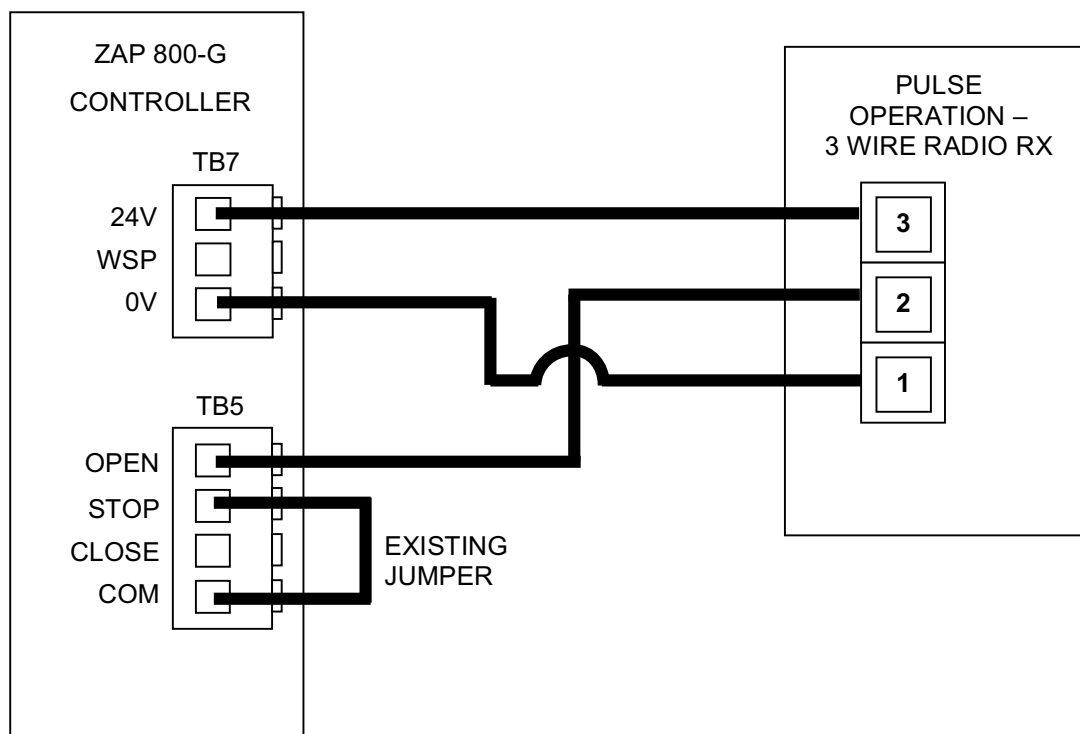 ZAP 800-G
CONTROLLER
TB7
24V
WSP
0V
TB5
OPEN
STOP
CLOSE
COM
EXISTING
JUMPER
PULSE
OPERATION –
3 WIRE RADIO RX
3
2
1